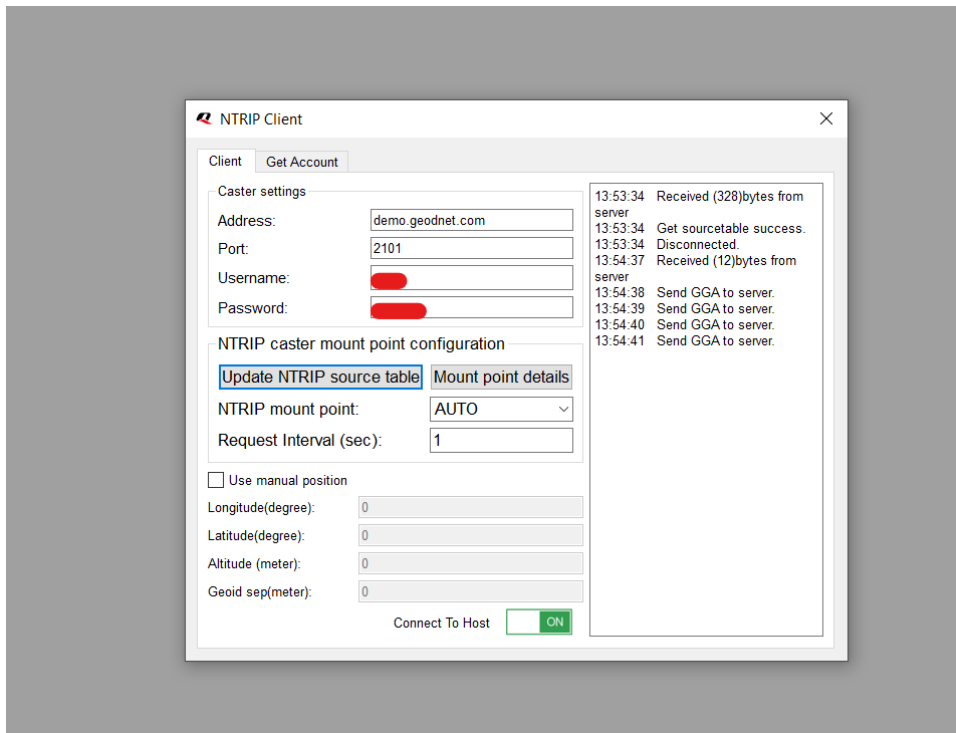 NTRIP Client
Client
Get Account
Caster settings
Address:
demo.geodnet.com
Port:
2101
Username:
Password:
NTRIP caster mount point configuration
Update NTRIP source table
Mount point details
NTRIP mount point:
AUTO
Request Interval (sec):
1
Use manual position
Longitude(degree):
0
Latitude(degree):
0
Altitude (meter):
0
Geoid sep(meter):
0
Connect To Host
ON
13:53:34 Received (328)bytes from
server
13:53:34 Get sourcetable success.
13:53:34 Disconnected.
13:54:37 Received (12)bytes from
server
13:54:38 Send GGA to server.
13:54:39 Send GGA to server.
13:54:40 Send GGA to server.
13:54:41 Send GGA to server.